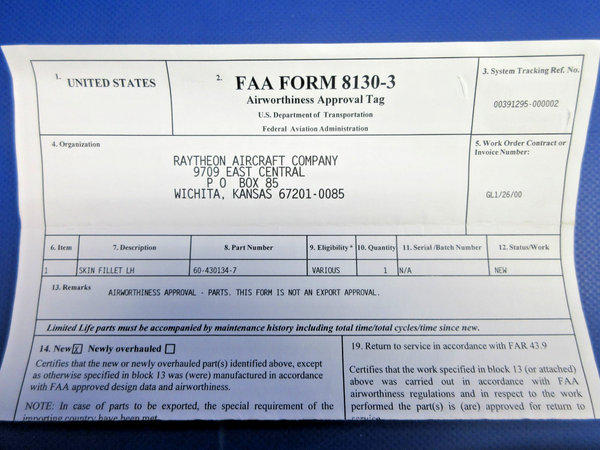 1. UNITED STATES
2. FAA FORM 8130-3
Airworthiness Approval Tag
U.S. Department of Transportation
Federal Aviation Administration
3. System Tracking Ref. No.
00391295-000002
4. Organization
RAYTHEON AIRCRAFT COMPANY
9709 EAST CENTRAL
P O BOX 85
WICHITA, KANSAS 67201-0085
5. Work Order Contract or
Invoice Number:
GL1/26/00
6. Item 7. Description 8. Part Number 9. Eligibility * 10. Quantity 11. Serial /Batch Number 12. Status/Work
1 SKIN FILLET LH 60-430134-7 VARIOUS 1 N/A NEW
13. Remarks
AIRWORTHINESS APPROVAL - PARTS. THIS FORM IS NOT AN EXPORT APPROVAL.
Limited Life parts must be accompanied by maintenance history including total time/total cycles/time since new.
14. New X Newly overhauled
Certifies that the new or newly overhauled part(s) identified above, except
as otherwise specified in block 13 was (were) manufactured in accordance
with FAA approved design data and airworthiness.
NOTE: In case of parts to be exported, the special requirement of the
importing country have been met.
19. Return to service in accordance with FAR 43.9
Certifies that the work specified in block 13 (or attached)
above was carried out in accordance with FAA
airworthiness regulations and in respect to the work
performed the part(s) is (are) approved for return to
service.